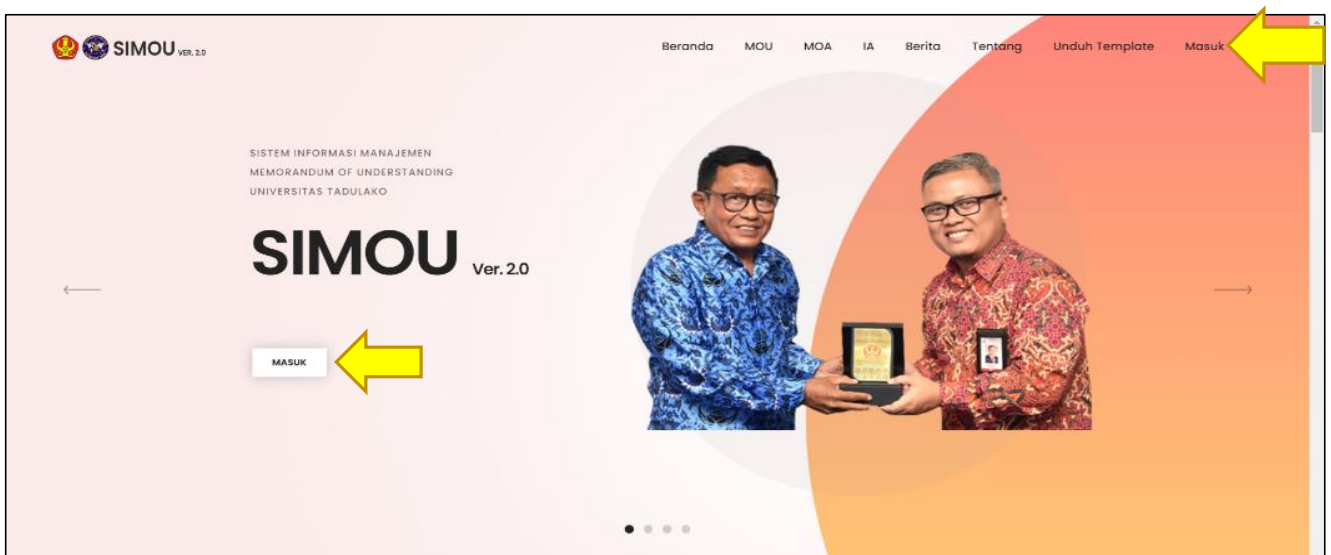 SIMOU VER. 2.0
Beranda MOU MOA IA Berita Tentang Unduh Template Masuk
SISTEM INFORMASI MANAJEMEN
MEMORANDUM OF UNDERSTANDING
UNIVERSITAS TADULAKO
SIMOU Ver. 2.0
MASUK